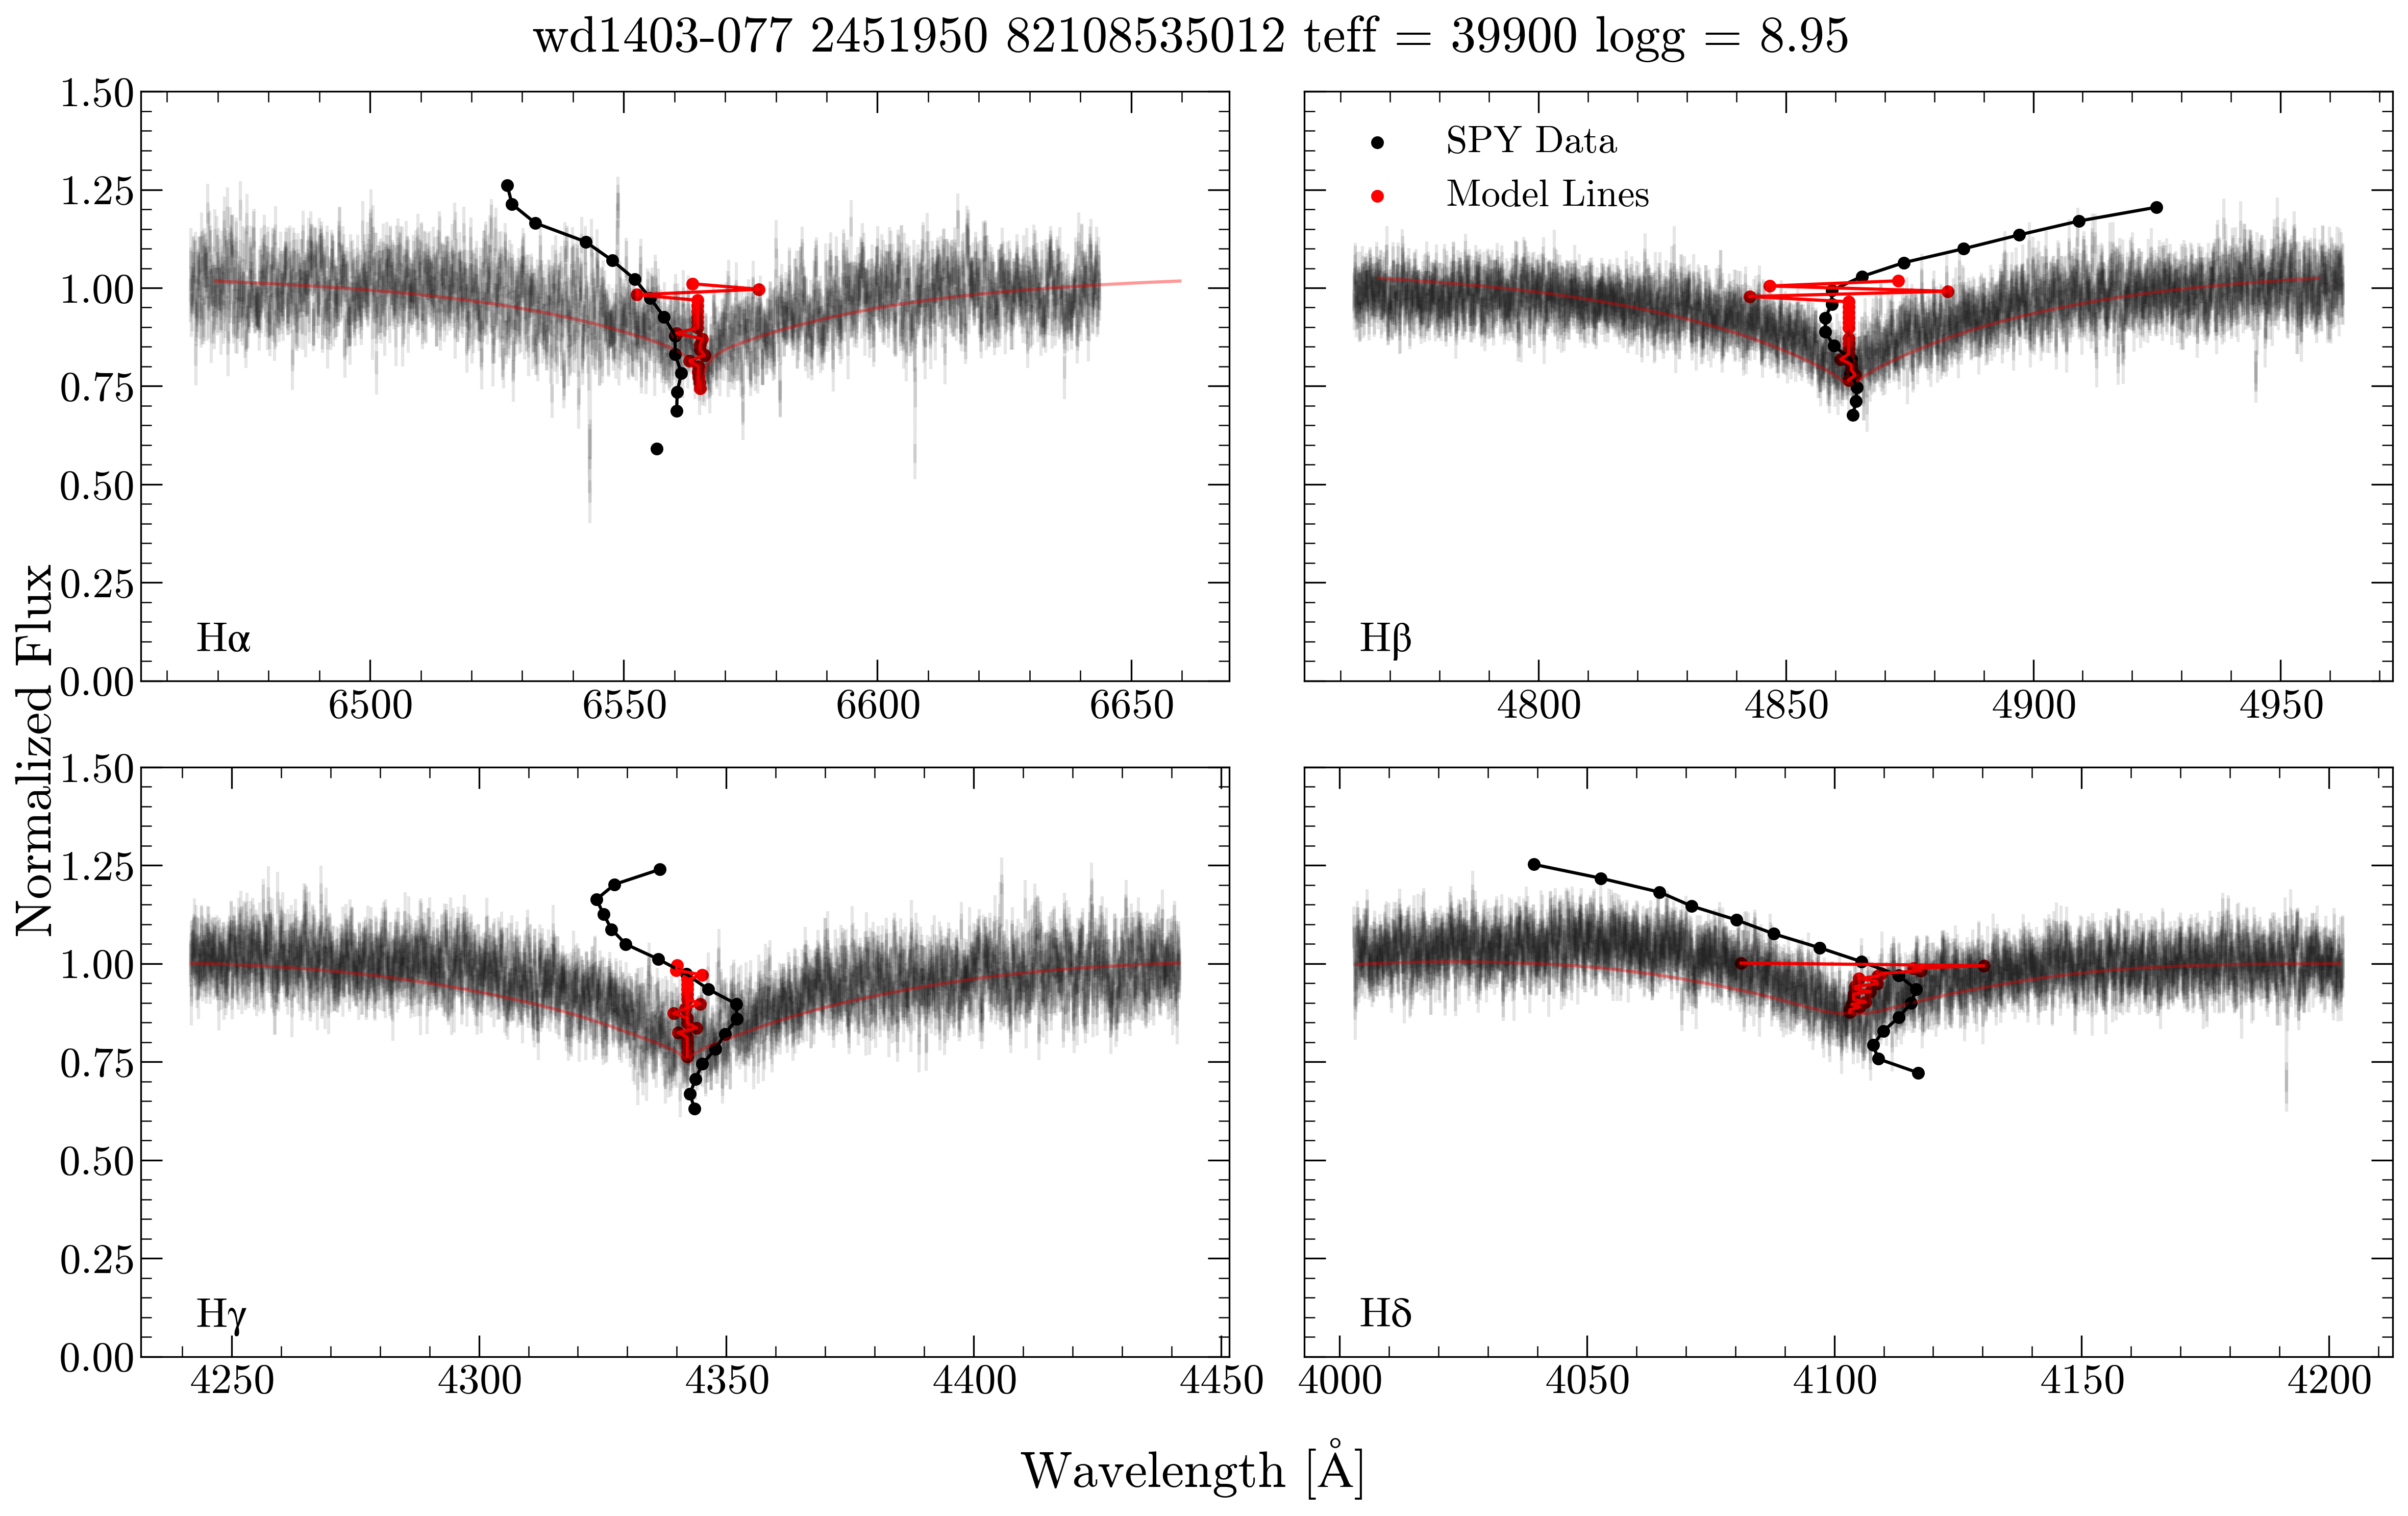 wd1403-077 2451950 82108535012 teff = 39900 logg = 8.95
Normalized Flux
1.50
1.25
1.00
0.75
0.50
0.25
0.00
Hα
6500 6550 6600 6650
SPY Data
Model Lines
Hβ
4800 4850 4900 4950
1.50
1.25
1.00
0.75
0.50
0.25
0.00
Hγ
4250 4300 4350 4400 4450
Hδ
4000 4050 4100 4150 4200
Wavelength [Å]